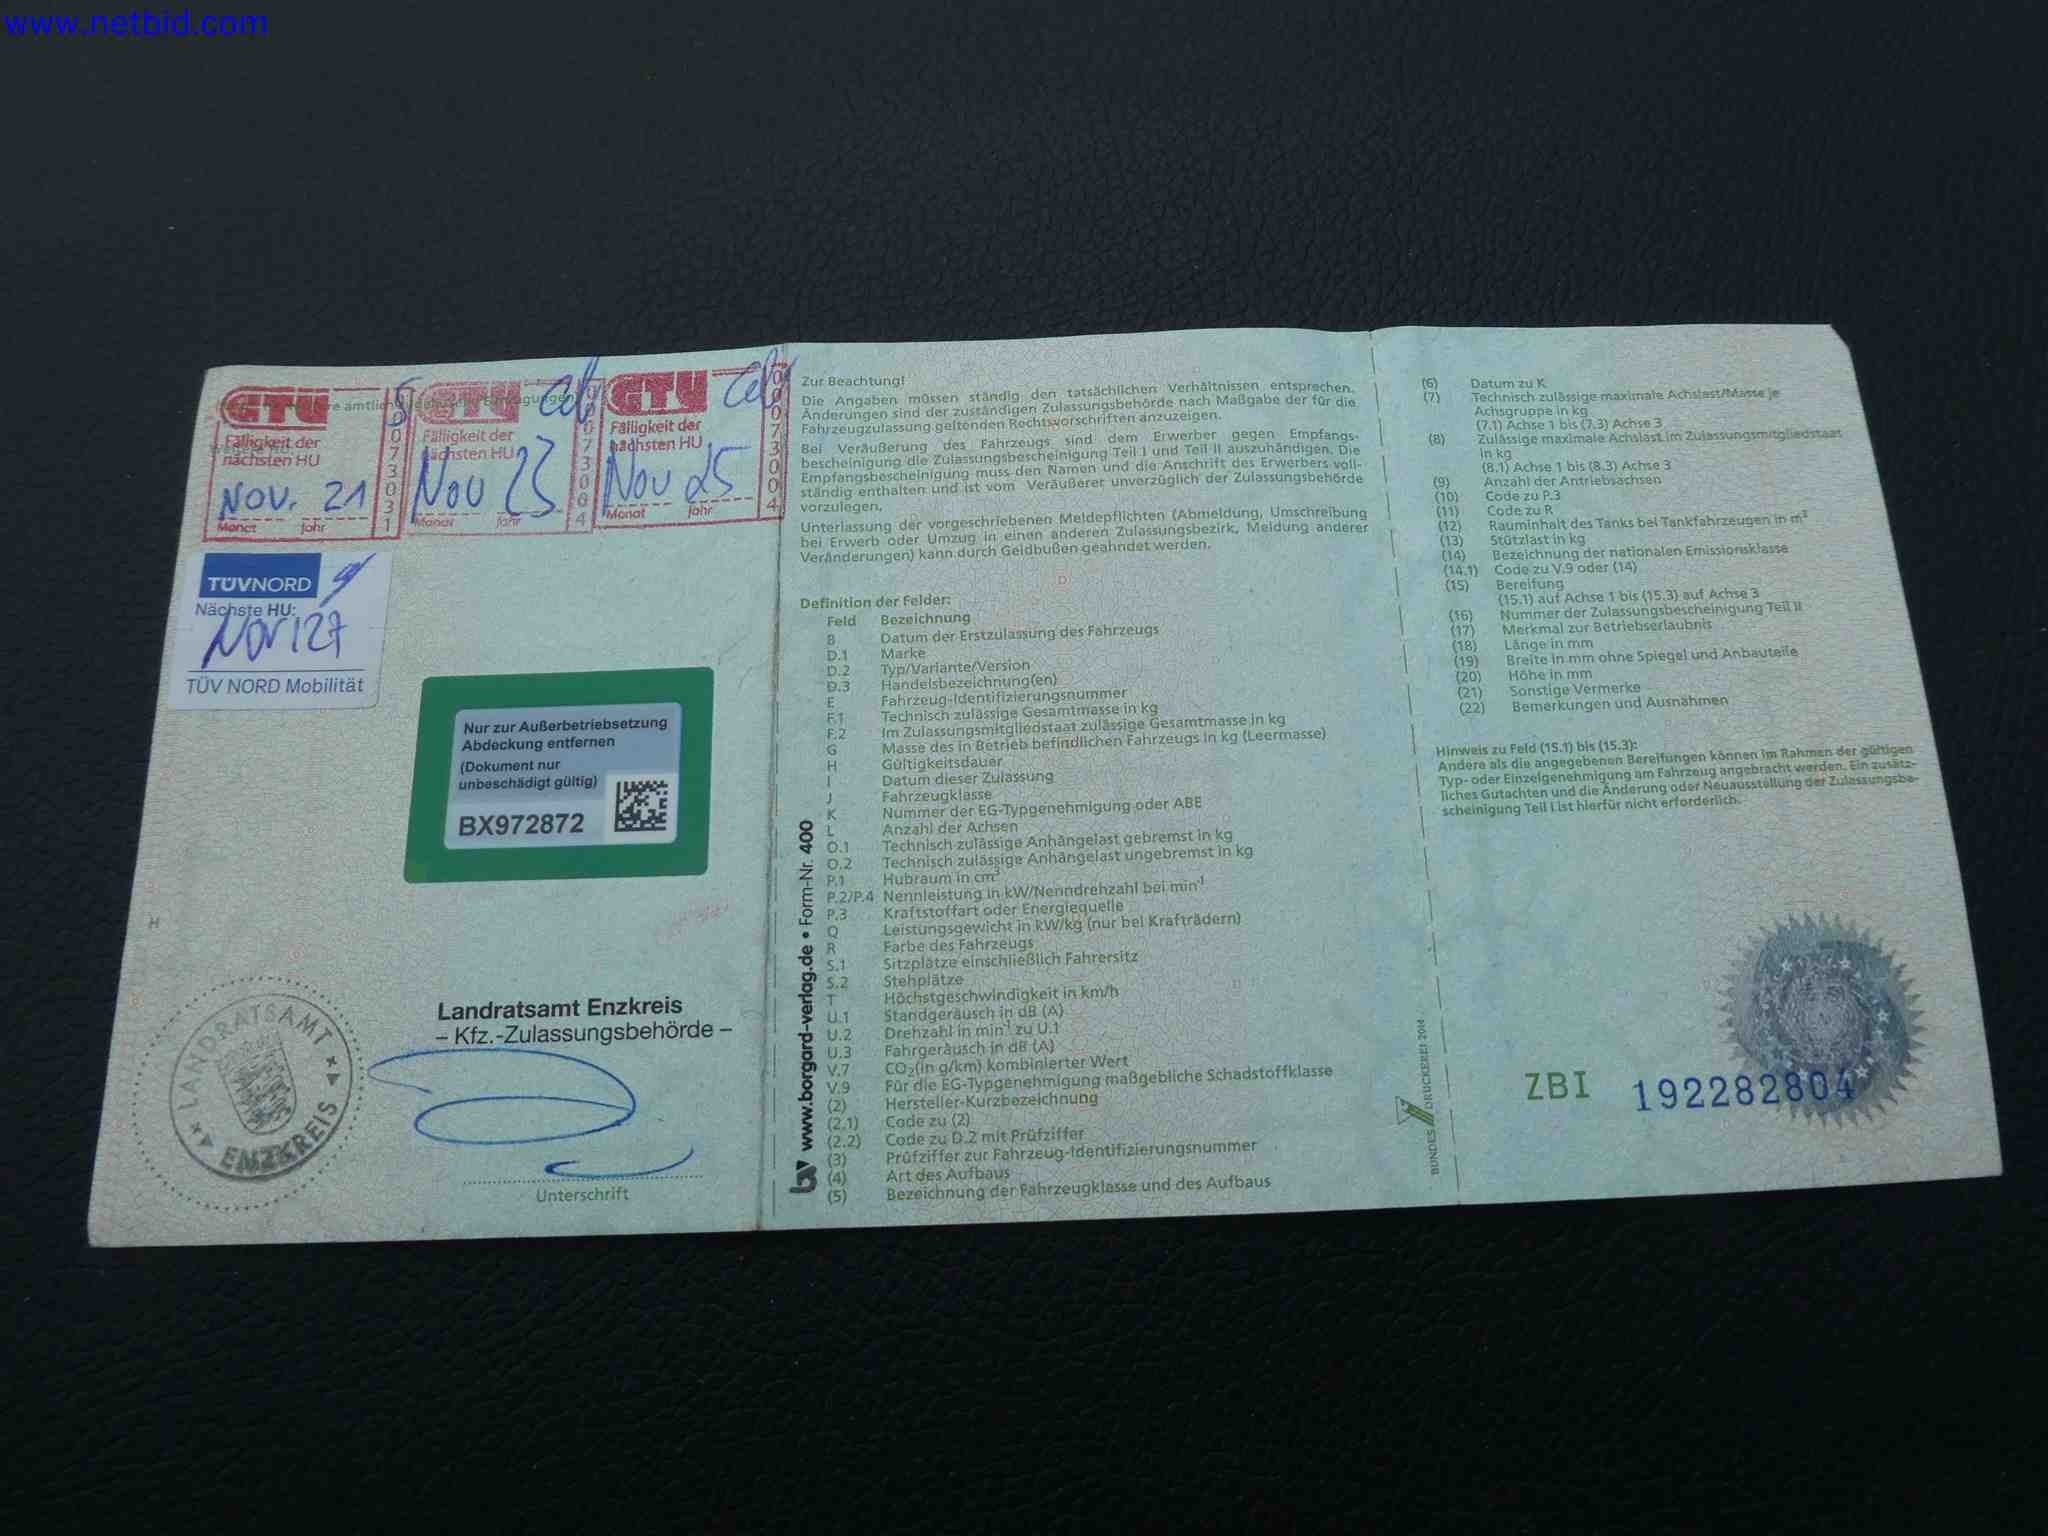 www.netbid.com
GTÜ
Fälligkeit der
nächsten HU
Nov. 21
Monat Jahr
0073031
GTÜ
Fälligkeit der
nächsten HU
Nov 23
Monat Jahr
0073004
GTÜ
Fälligkeit der
nächsten HU
Nov 25
Monat Jahr
0073004
TÜVNORD
Nächste HU:
Nov 27
TÜV NORD Mobilität
Nur zur Außerbetriebsetzung
Abdeckung entfernen
(Dokument nur
unbeschädigt gültig)
BX972872
LANDRATSAMT
ENZKREIS
Landratsamt Enzkreis
– Kfz.-Zulassungsbehörde –
Unterschrift
bv www.borgard-verlag.de • Form-Nr. 400
Zur Beachtung!
Die Angaben müssen ständig den tatsächlichen Verhältnissen entsprechen.
Änderungen sind der zuständigen Zulassungsbehörde nach Maßgabe der für die
Fahrzeugzulassung geltenden Rechtsvorschriften anzuzeigen.
Bei Veräußerung des Fahrzeugs sind dem Erwerber gegen Empfangs-
bescheinigung die Zulassungsbescheinigung Teil I und Teil II auszuhändigen. Die
Empfangsbescheinigung muss den Namen und die Anschrift des Erwerbers voll-
ständig enthalten und ist vom Veräußerer unverzüglich der Zulassungsbehörde
vorzulegen.
Unterlassung der vorgeschriebenen Meldepflichten (Abmeldung, Umschreibung
bei Erwerb oder Umzug in einen anderen Zulassungsbezirk, Meldung anderer
Veränderungen) kann durch Geldbußen geahndet werden.
Definition der Felder:
Feld Bezeichnung
B Datum der Erstzulassung des Fahrzeugs
D.1 Marke
D.2 Typ/Variante/Version
D.3 Handelsbezeichnung(en)
E Fahrzeug-Identifizierungsnummer
F.1 Technisch zulässige Gesamtmasse in kg
F.2 Im Zulassungsmitgliedstaat zulässige Gesamtmasse in kg
G Masse des in Betrieb befindlichen Fahrzeugs in kg (Leermasse)
H Gültigkeitsdauer
I Datum dieser Zulassung
J Fahrzeugklasse
K Nummer der EG-Typgenehmigung oder ABE
L Anzahl der Achsen
O.1 Technisch zulässige Anhängelast gebremst in kg
O.2 Technisch zulässige Anhängelast ungebremst in kg
P.1 Hubraum in cm³
P.2/P.4 Nennleistung in kW/Nenndrehzahl bei min⁻¹
P.3 Kraftstoffart oder Energiequelle
Q Leistungsgewicht in kW/kg (nur bei Krafträdern)
R Farbe des Fahrzeugs
S.1 Sitzplätze einschließlich Fahrersitz
S.2 Stehplätze
T Höchstgeschwindigkeit in km/h
U.1 Standgeräusch in dB (A)
U.2 Drehzahl in min⁻¹ zu U.1
U.3 Fahrgeräusch in dB (A)
V.7 CO₂(in g/km) kombinierter Wert
V.9 Für die EG-Typgenehmigung maßgebliche Schadstoffklasse
(2) Hersteller-Kurzbezeichnung
(2.1) Code zu (2)
(2.2) Code zu D.2 mit Prüfziffer
(3) Prüfziffer zur Fahrzeug-Identifizierungsnummer
(4) Art des Aufbaus
(5) Bezeichnung der Fahrzeugklasse und des Aufbaus
BUNDESDRUCKEREI 2014
(6) Datum zu K
(7) Technisch zulässige maximale Achslast/Masse je
Achsgruppe in kg
(7.1) Achse 1 bis (7.3) Achse 3
(8) Zulässige maximale Achslast im Zulassungsmitgliedstaat
in kg
(8.1) Achse 1 bis (8.3) Achse 3
(9) Anzahl der Antriebsachsen
(10) Code zu P.3
(11) Code zu R
(12) Rauminhalt des Tanks bei Tankfahrzeugen in m³
(13) Stützlast in kg
(14) Bezeichnung der nationalen Emissionsklasse
(14.1) Code zu V.9 oder (14)
(15) Bereifung
(15.1) auf Achse 1 bis (15.3) auf Achse 3
(16) Nummer der Zulassungsbescheinigung Teil II
(17) Merkmal zur Betriebserlaubnis
(18) Länge in mm
(19) Breite in mm ohne Spiegel und Anbauteile
(20) Höhe in mm
(21) Sonstige Vermerke
(22) Bemerkungen und Ausnahmen
Hinweis zu Feld (15.1) bis (15.3):
Andere als die angegebenen Bereifungen können im Rahmen der gültigen
Typ- oder Einzelgenehmigung am Fahrzeug angebracht werden. Ein zusätz-
liches Gutachten und die Änderung oder Neuausstellung der Zulassungsbe-
scheinigung Teil I ist hierfür nicht erforderlich.
ZBI 192282804